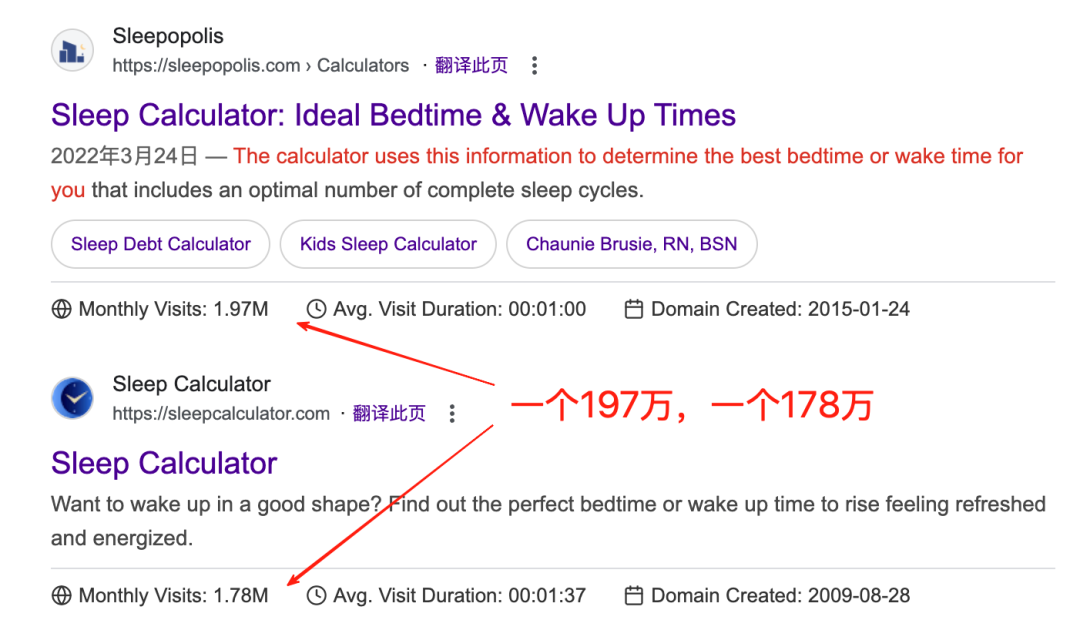 Sleepopolis
https://sleepopolis.com › Calculators · 翻译此页
Sleep Calculator: Ideal Bedtime & Wake Up Times
2022年3月24日 — The calculator uses this information to determine the best bedtime or wake time for
you that includes an optimal number of complete sleep cycles.
Sleep Debt Calculator Kids Sleep Calculator Chaunie Brusie, RN, BSN
Monthly Visits: 1.97M Avg. Visit Duration: 00:01:00 Domain Created: 2015-01-24
Sleep Calculator
https://sleepcalculator.com · 翻译此页
一个197万，一个178万
Sleep Calculator
Want to wake up in a good shape? Find out the perfect bedtime or wake up time to rise feeling refreshed
and energized.
Monthly Visits: 1.78M Avg. Visit Duration: 00:01:37 Domain Created: 2009-08-28